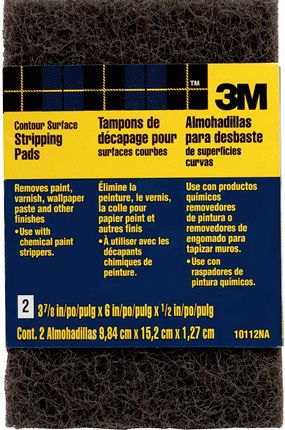 ™
3M
Contour Surface
Stripping
Pads
Tampons de
décapage pour
surfaces courbes
Almohadillas
para desbaste
de superficies
curvas
Removes paint,
varnish, wallpaper
paste and other
finishes
• Use with
chemical paint
strippers.
Élimine la
peinture, le vernis,
la colle pour
papier peint et
autres finis
• À utiliser avec les
décapants
chimiques de
peinture.
Use con productos
químicos
removedores
de pintura o
removedores de
engomado para
tapizar muros.
• Use con
raspadores de
pintura químicos.
2 3 7/8 in/po/pulg x 6 in/po/pulg x 1/2 in/po/pulg
Cont. 2 Almohadillas 9,84 cm x 15,2 cm x 1,27 cm
10112NA